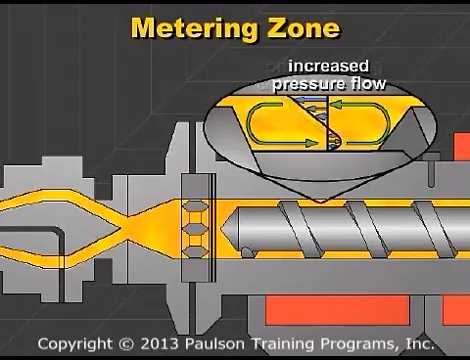 Metering Zone
increased
pressure flow
Copyright © 2013 Paulson Training Programs, Inc.